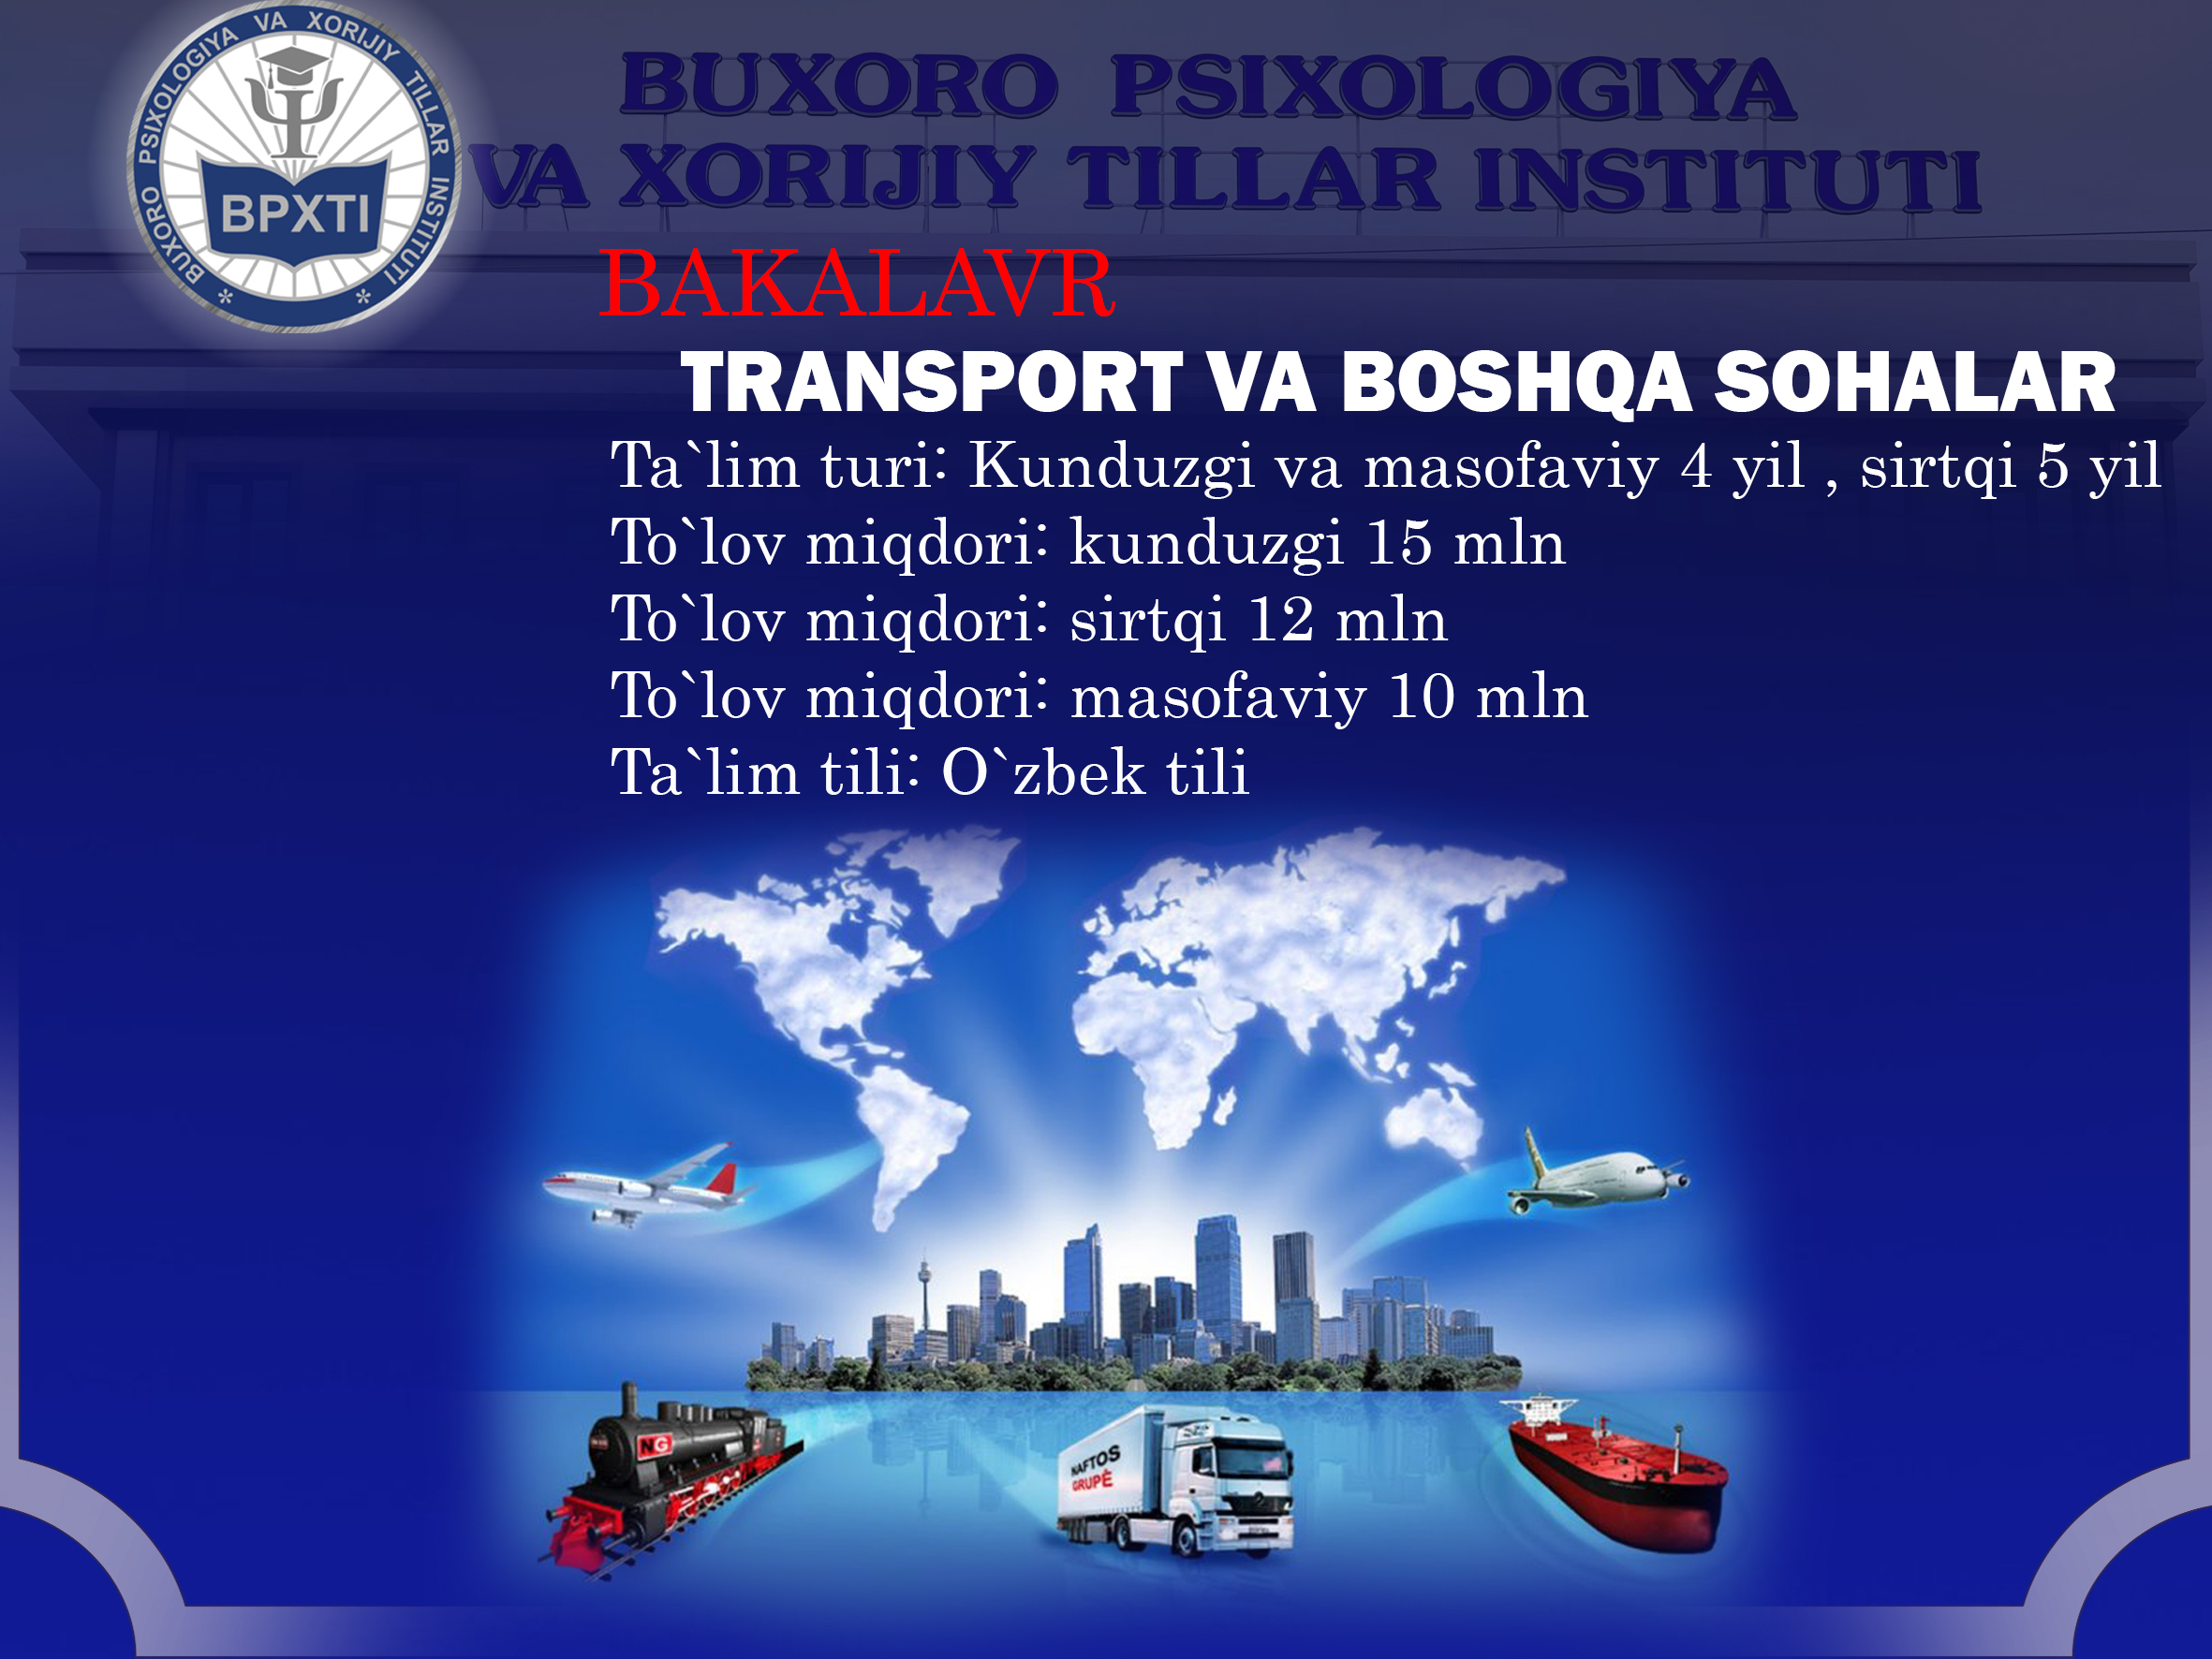 BUXORO PSIXOLOGIYA VA XORIJIY TILLAR INSTITUTI
BPXTI
BUXORO PSIXOLOGIYA
VA XORIJIY TILLAR INSTITUTI
BAKALAVR
TRANSPORT VA BOSHQA SOHALAR
Ta`lim turi: Kunduzgi va masofaviy 4 yil , sirtqi 5 yil
To`lov miqdori: kunduzgi 15 mln
To`lov miqdori: sirtqi 12 mln
To`lov miqdori: masofaviy 10 mln
Ta`lim tili: O`zbek tili
NG
NAFTOS
GRUPĖ